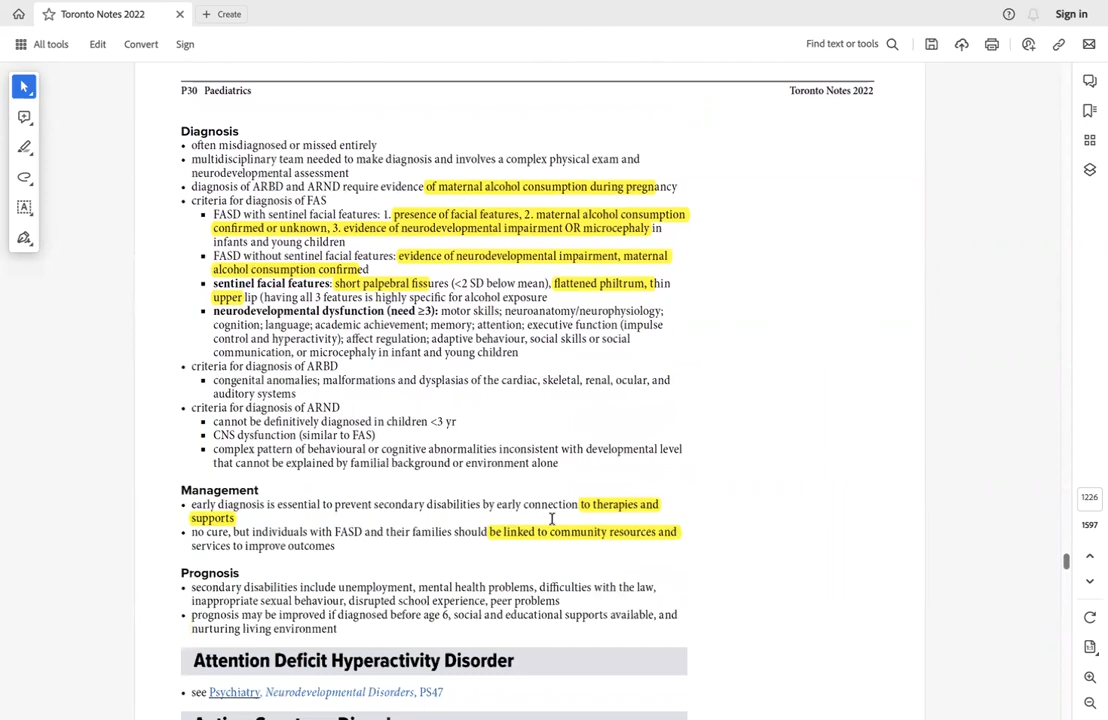 Toronto Notes 2022
Create
Sign in
All tools Edit Convert Sign
Find text or tools
P30 Paediatrics Toronto Notes 2022
Diagnosis
• often misdiagnosed or missed entirely
• multidisciplinary team needed to make diagnosis and involves a complex physical exam and
neurodevelopmental assessment
• diagnosis of ARBD and ARND require evidence of maternal alcohol consumption during pregnancy
• criteria for diagnosis of FAS
▪ FASD with sentinel facial features: 1. presence of facial features, 2. maternal alcohol consumption
confirmed or unknown, 3. evidence of neurodevelopmental impairment OR microcephaly in
infants and young children
▪ FASD without sentinel facial features: evidence of neurodevelopmental impairment, maternal
alcohol consumption confirmed
▪ sentinel facial features: short palpebral fissures (<2 SD below mean), flattened philtrum, thin
upper lip (having all 3 features is highly specific for alcohol exposure
▪ neurodevelopmental dysfunction (need ≥3): motor skills; neuroanatomy/neurophysiology;
cognition; language; academic achievement; memory; attention; executive function (impulse
control and hyperactivity); affect regulation; adaptive behaviour, social skills or social
communication, or microcephaly in infant and young children
• criteria for diagnosis of ARBD
▪ congenital anomalies; malformations and dysplasias of the cardiac, skeletal, renal, ocular, and
auditory systems
• criteria for diagnosis of ARND
▪ cannot be definitively diagnosed in children <3 yr
▪ CNS dysfunction (similar to FAS)
▪ complex pattern of behavioural or cognitive abnormalities inconsistent with developmental level
that cannot be explained by familial background or environment alone
Management
• early diagnosis is essential to prevent secondary disabilities by early connection to therapies and
supports
• no cure, but individuals with FASD and their families should be linked to community resources and
services to improve outcomes
Prognosis
• secondary disabilities include unemployment, mental health problems, difficulties with the law,
inappropriate sexual behaviour, disrupted school experience, peer problems
• prognosis may be improved if diagnosed before age 6, social and educational supports available, and
nurturing living environment
Attention Deficit Hyperactivity Disorder
• see Psychiatry, Neurodevelopmental Disorders, PS47
1226
1597